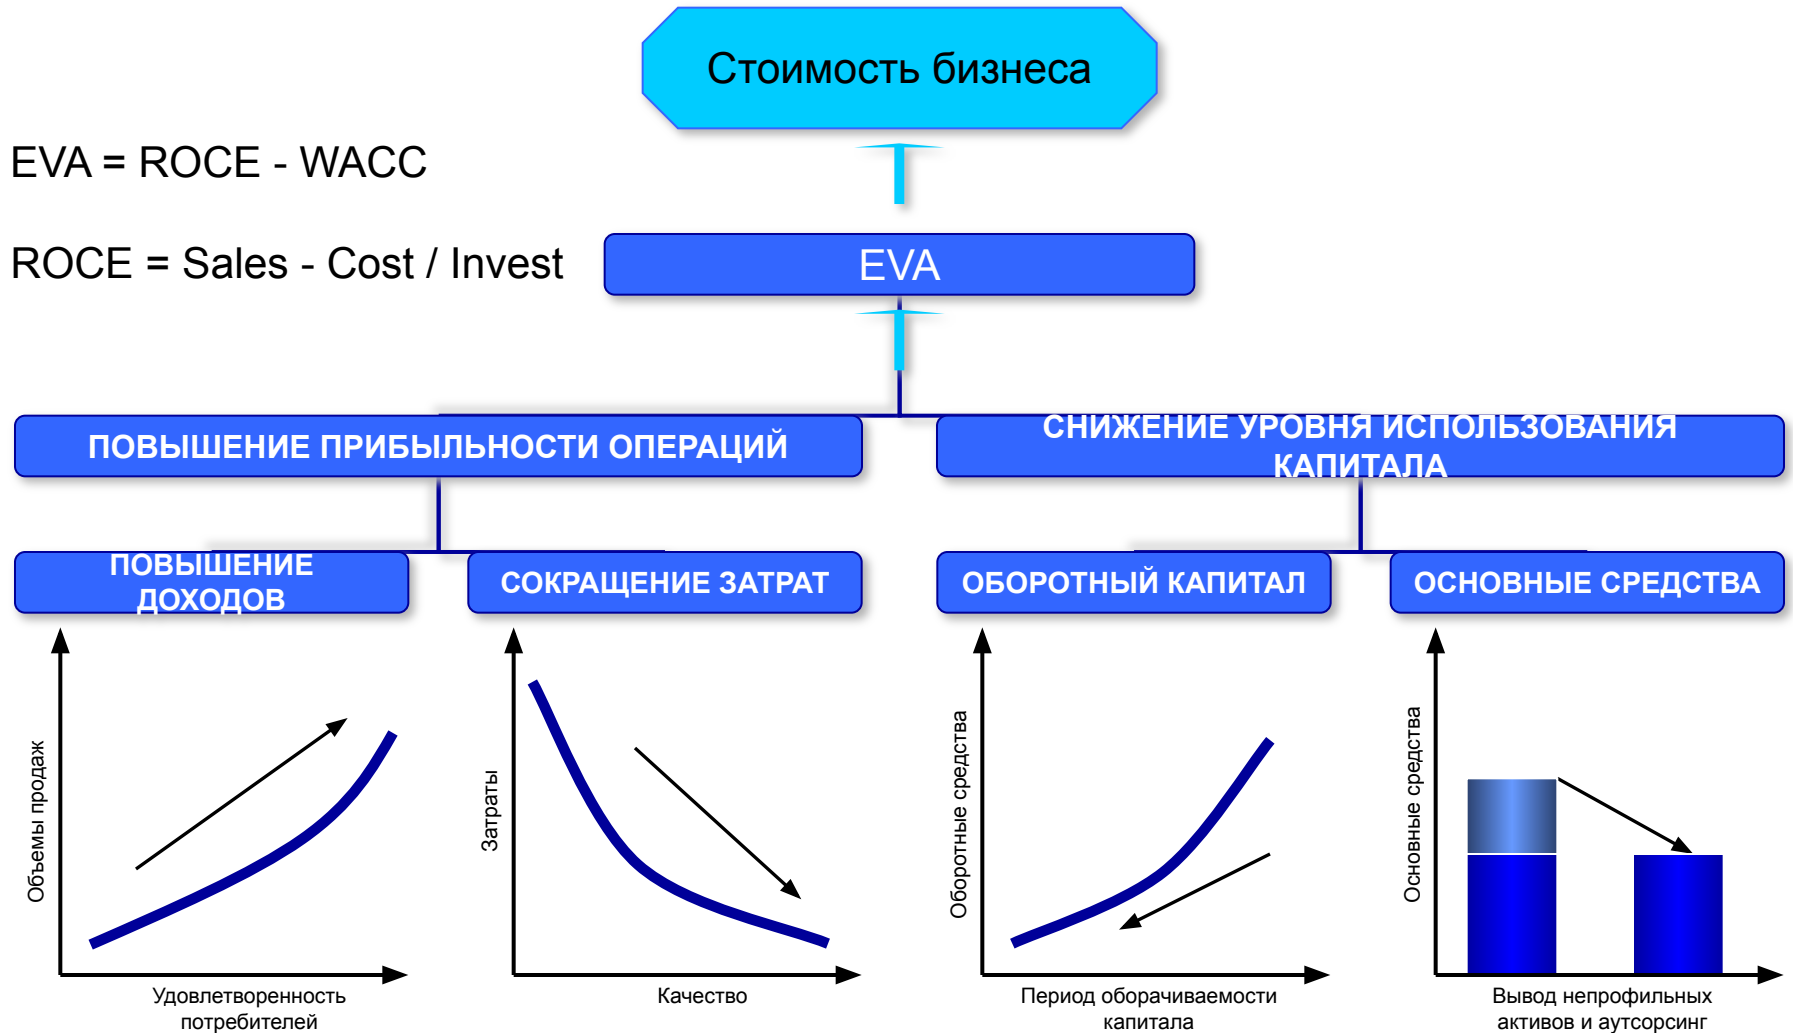 Стоимость бизнеса
EVA = ROCE - WACC
ROCE = Sales - Cost / Invest
EVA
ПОВЫШЕНИЕ ПРИБЫЛЬНОСТИ ОПЕРАЦИЙ
СНИЖЕНИЕ УРОВНЯ ИСПОЛЬЗОВАНИЯ
КАПИТАЛА
ПОВЫШЕНИЕ
ДОХОДОВ
СОКРАЩЕНИЕ ЗАТРАТ
ОБОРОТНЫЙ КАПИТАЛ
ОСНОВНЫЕ СРЕДСТВА
Объемы продаж
Удовлетворенность
потребителей
Затраты
Качество
Оборотные средства
Период оборачиваемости
капитала
Основные средства
Вывод непрофильных
активов и аутсорсинг